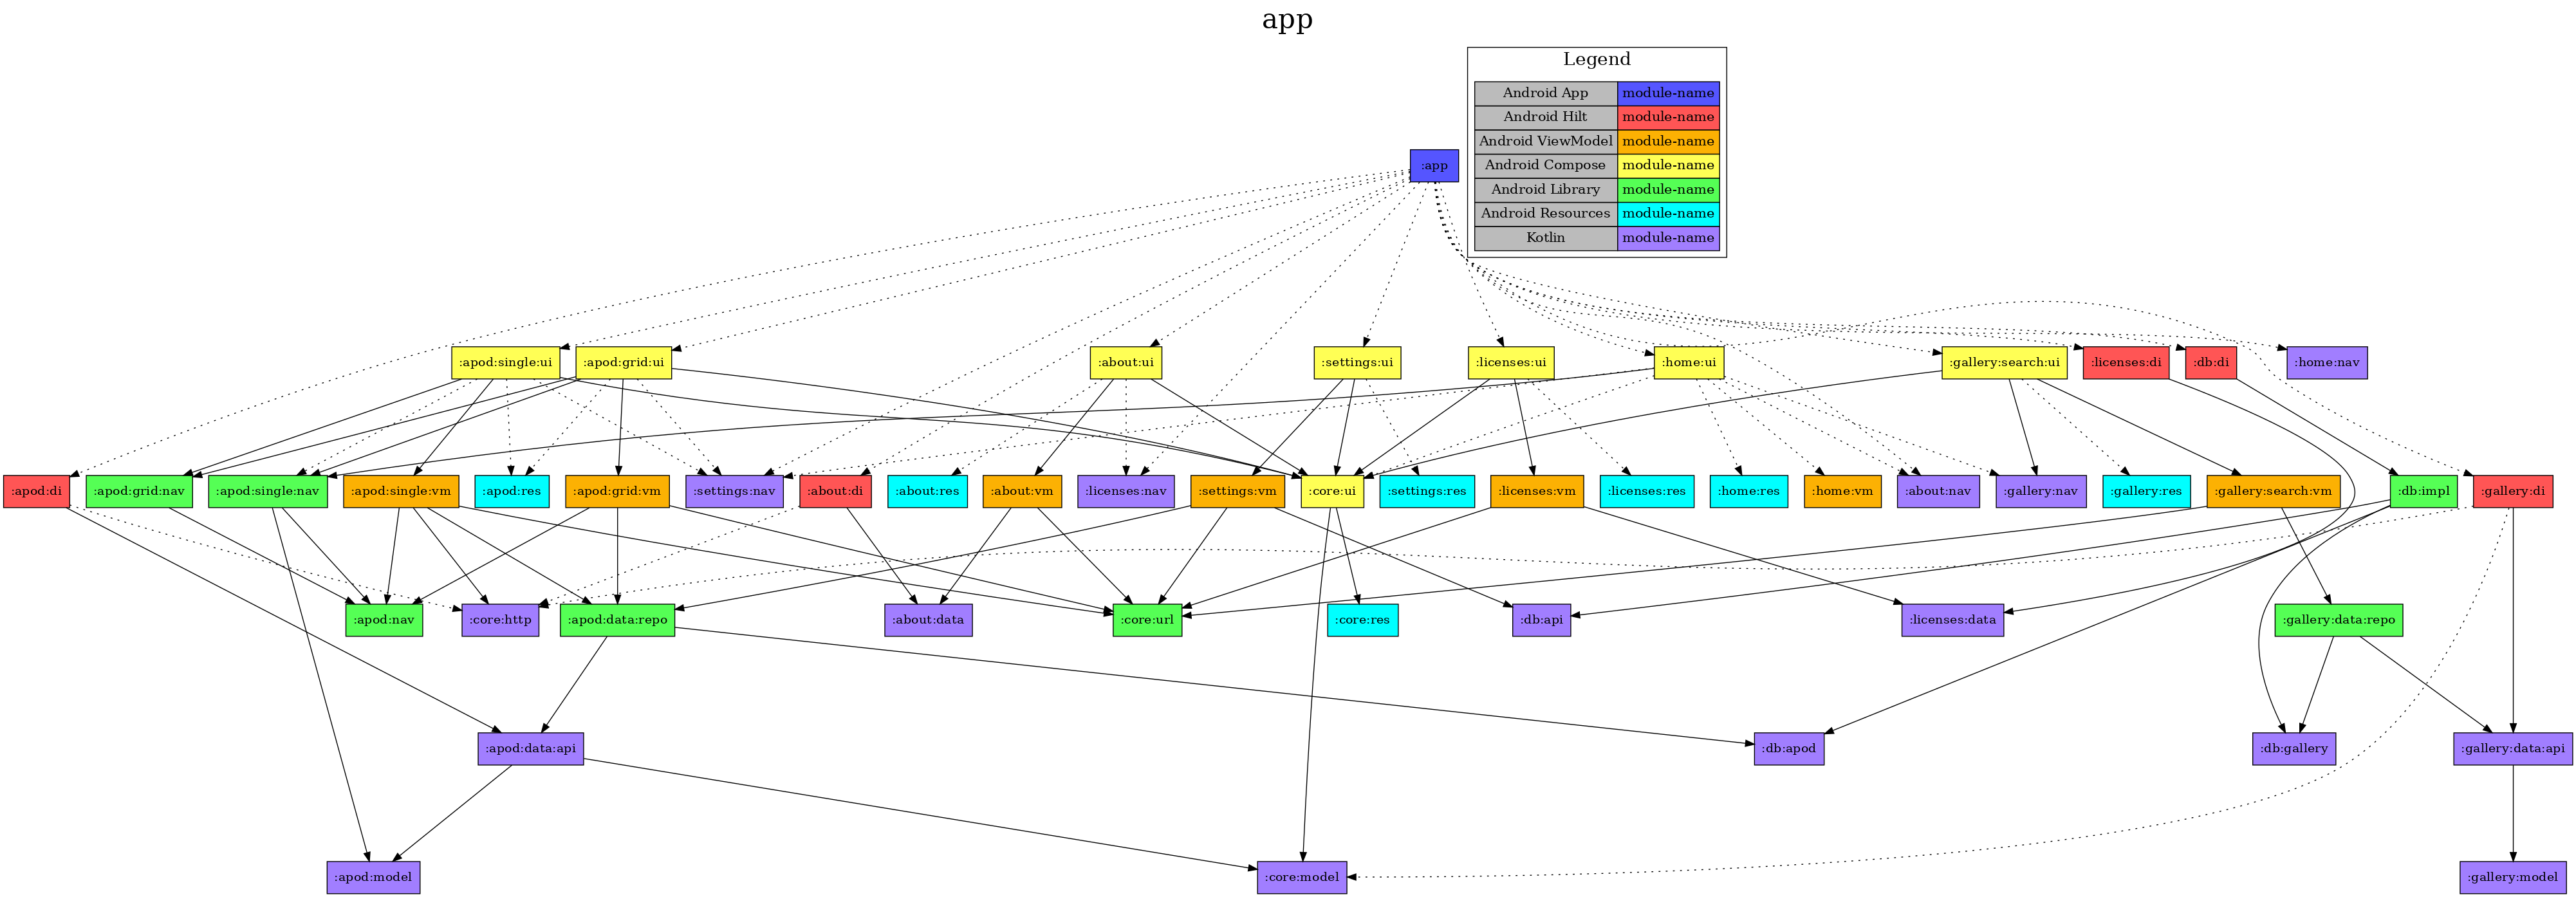 app
Legend
Android App module-name
Android Hilt module-name
Android ViewModel module-name
Android Compose module-name
Android Library module-name
Android Resources module-name
Kotlin module-name
:app
:apod:single:ui
:apod:grid:ui
:about:ui
:settings:ui
:licenses:ui
:home:ui
:gallery:search:ui
:licenses:di
:db:di
:home:nav
:apod:di
:apod:grid:nav
:apod:single:nav
:apod:single:vm
:apod:res
:apod:grid:vm
:settings:nav
:about:di
:about:res
:about:vm
:licenses:nav
:settings:vm
:core:ui
:settings:res
:licenses:vm
:licenses:res
:home:res
:home:vm
:about:nav
:gallery:nav
:gallery:res
:gallery:search:vm
:db:impl
:gallery:di
:apod:nav
:core:http
:apod:data:repo
:about:data
:core:url
:core:res
:db:api
:licenses:data
:gallery:data:repo
:apod:data:api
:db:apod
:db:gallery
:gallery:data:api
:apod:model
:core:model
:gallery:model